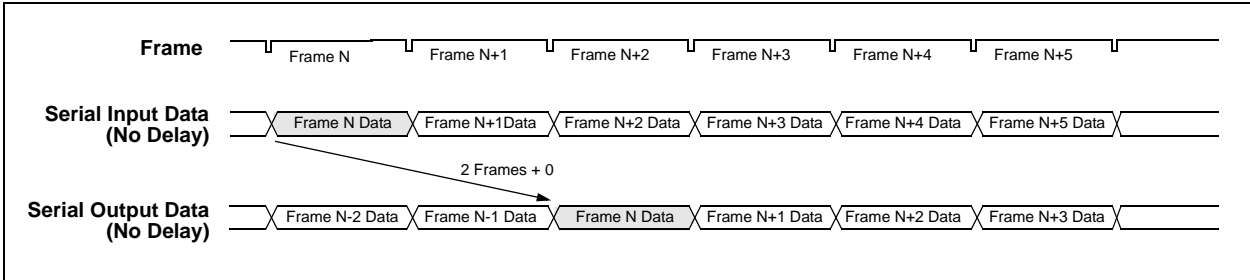 Frame
Frame N
Frame N+1
Frame N+2
Frame N+3
Frame N+4
Frame N+5
Serial Input Data
(No Delay)
Frame N Data
Frame N+1Data
Frame N+2 Data
Frame N+3 Data
Frame N+4 Data
Frame N+5 Data
2 Frames + 0
Serial Output Data
(No Delay)
Frame N-2 Data
Frame N-1 Data
Frame N Data
Frame N+1 Data
Frame N+2 Data
Frame N+3 Data